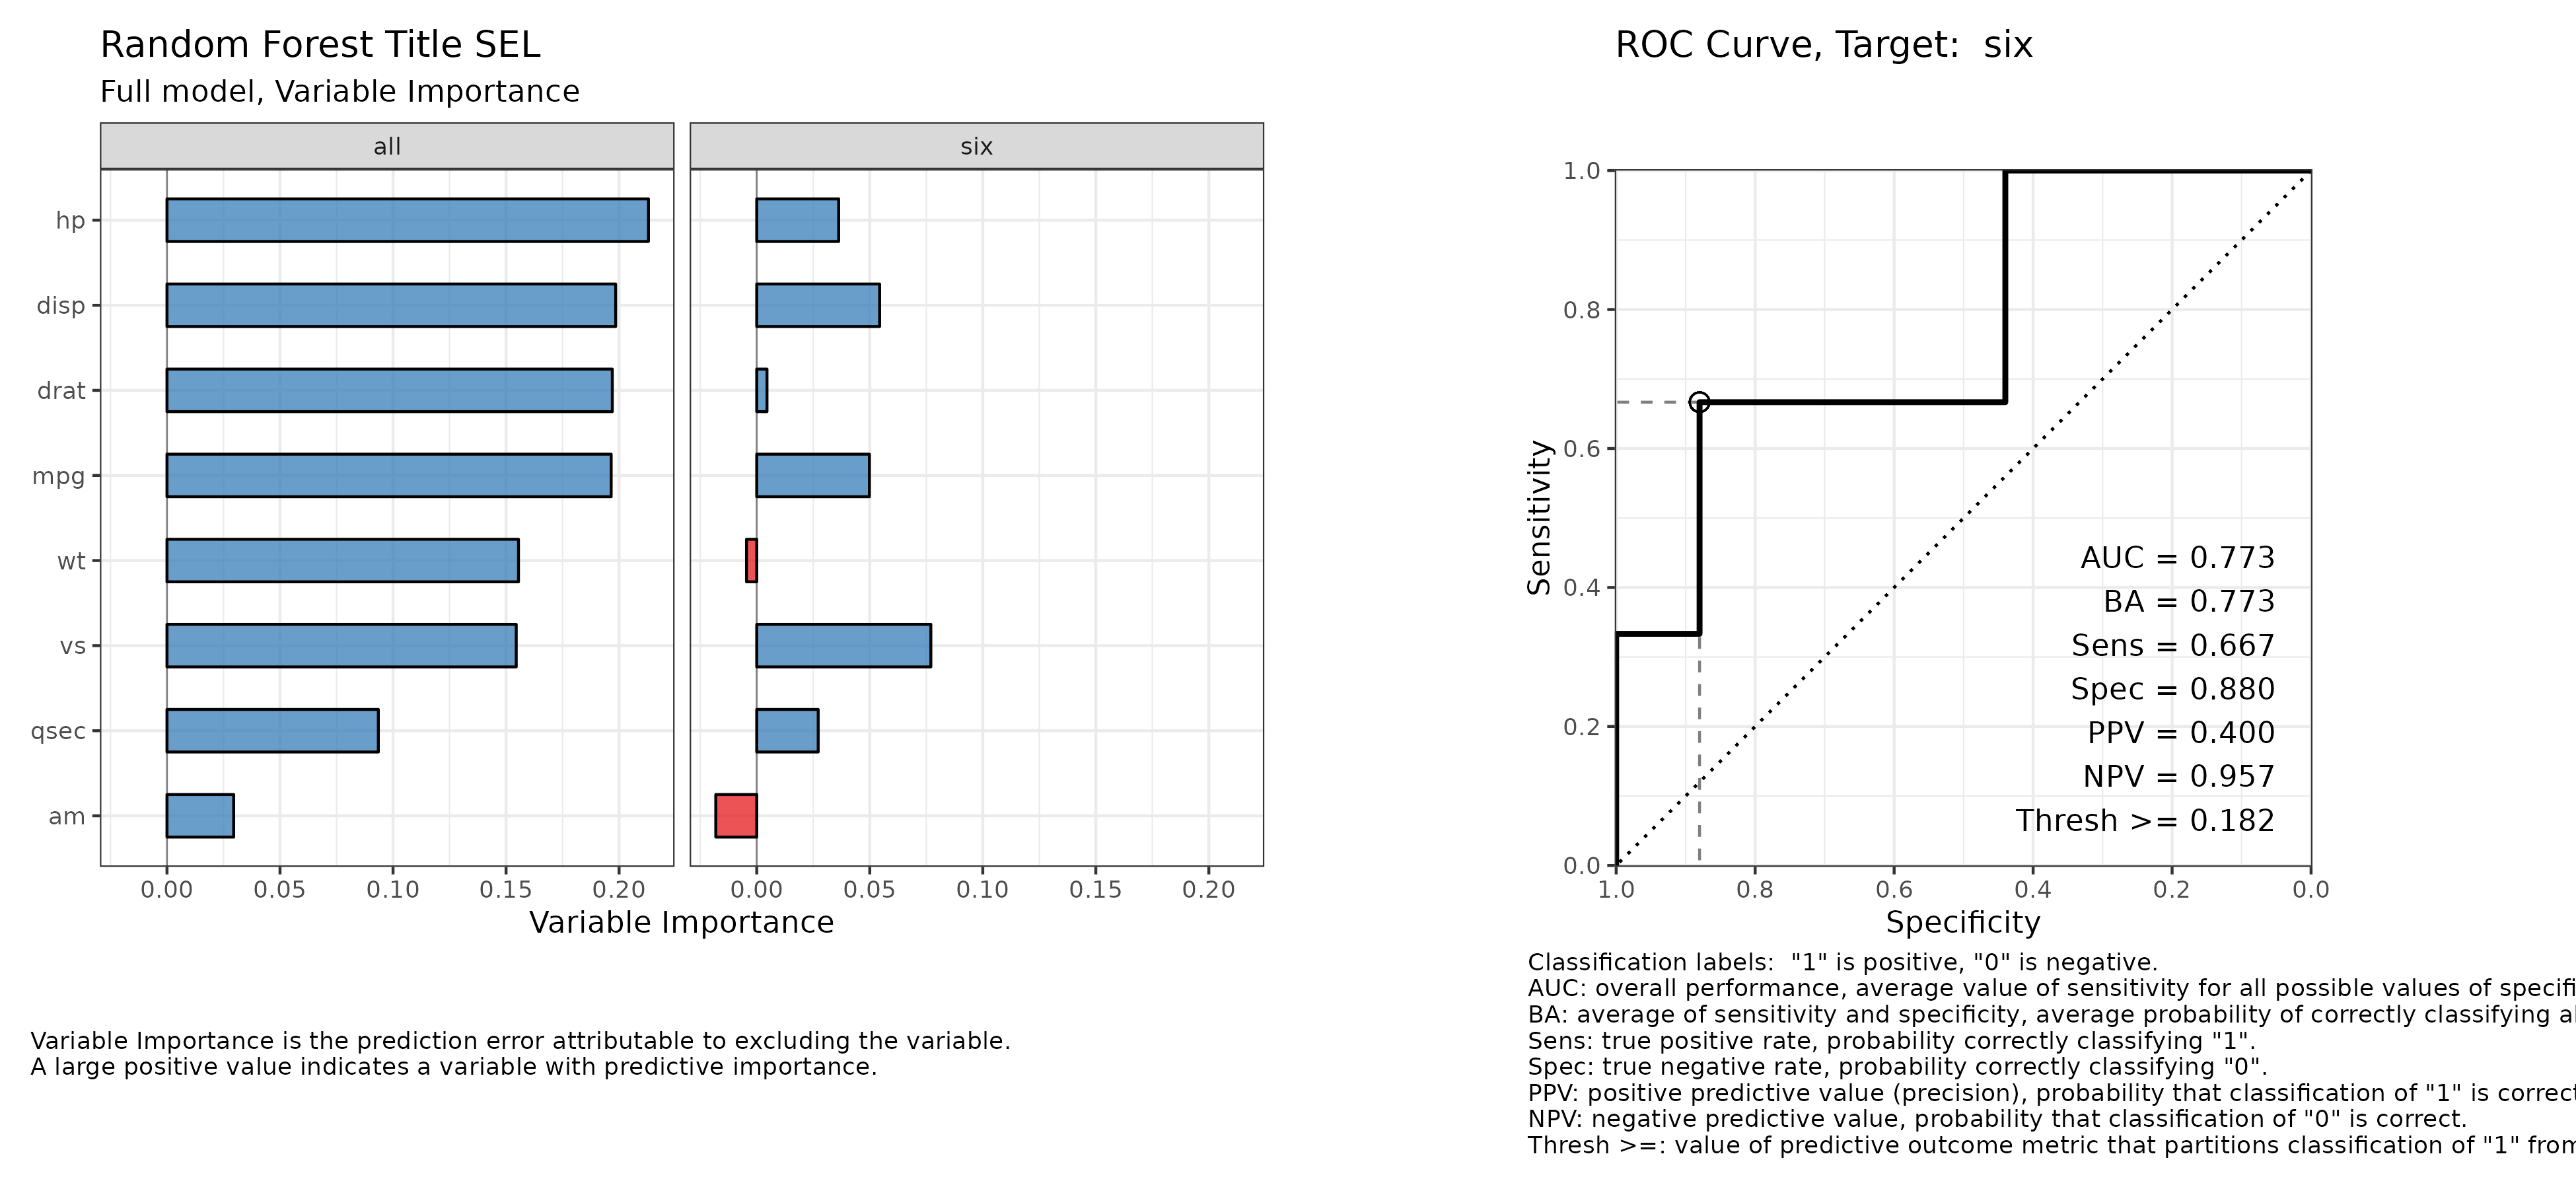 Random Forest Title SEL
Full model, Variable Importance
all
six
hp
disp
drat
mpg
wt
vs
qsec
am
0.00 0.05 0.10 0.15 0.20
0.00 0.05 0.10 0.15 0.20
Variable Importance
Variable Importance is the prediction error attributable to excluding the variable.
A large positive value indicates a variable with predictive importance.
ROC Curve, Target:  six
Sensitivity
1.0
0.8
0.6
0.4
0.2
0.0
AUC = 0.773
BA = 0.773
Sens = 0.667
Spec = 0.880
PPV = 0.400
NPV = 0.957
Thresh >= 0.182
1.0 0.8 0.6 0.4 0.2 0.0
Specificity
Classification labels:  "1" is positive, "0" is negative.
AUC: overall performance, average value of sensitivity for all possible values of
BA: average of sensitivity and specificity, average probability of correctly classifying
Sens: true positive rate, probability correctly classifying "1".
Spec: true negative rate, probability correctly classifying "0".
PPV: positive predictive value (precision), probability that classification of "1" is correct
NPV: negative predictive value, probability that classification of "0" is correct.
Thresh >=: value of predictive outcome metric that partitions classification of "1" from